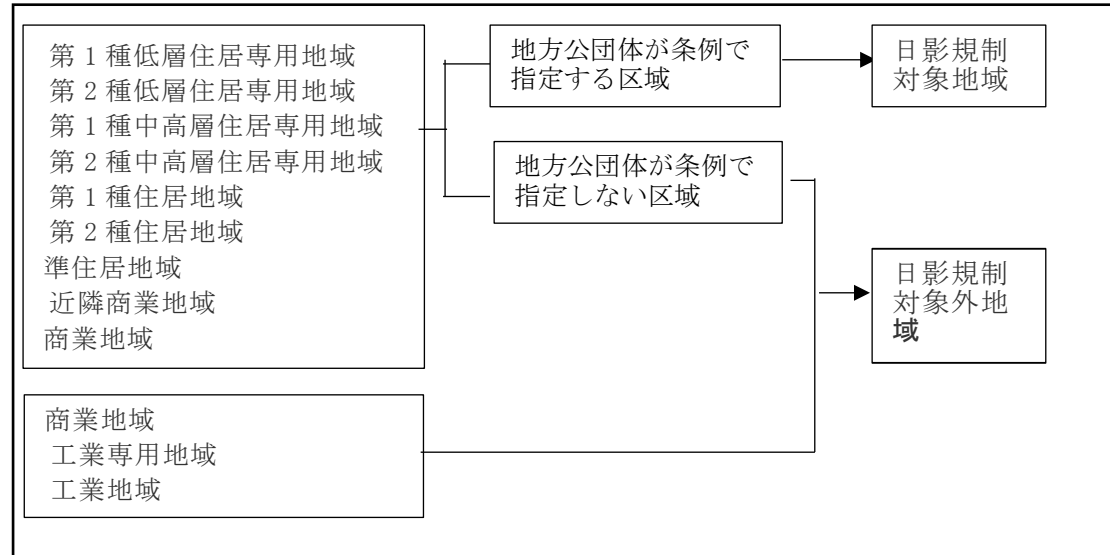 第1種低層住居専用地域
第2種低層住居専用地域
第1種中高層住居専用地域
第2種中高層住居専用地域
第1種住居地域
第2種住居地域
準住居地域
近隣商業地域
商業地域
地方公団体が条例で
指定する区域
日影規制
対象地域
地方公団体が条例で
指定しない区域
日影規制
対象外地
域
商業地域
工業専用地域
工業地域